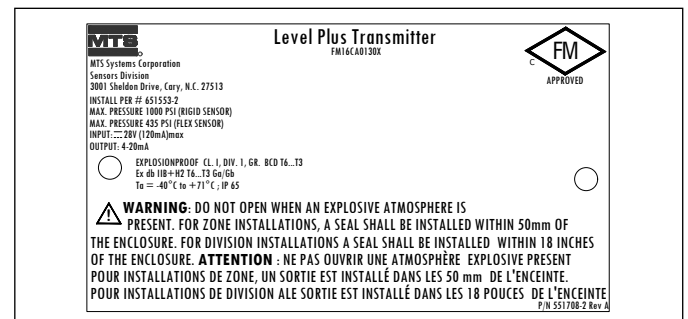 MTS
Level Plus Transmitter
FM16CA0130X
C FM
APPROVED
MTS Systems Corporation
Sensors Division
3001 Sheldon Drive, Cary, N.C. 27513
INSTALL PER # 651553-2
MAX. PRESSURE 1000 PSI (RIGID SENSOR)
MAX. PRESSURE 435 PSI (FLEX SENSOR)
INPUT: ⎓ 28V (120mA)max
OUTPUT: 4-20mA
EXPLOSIONPROOF CL. I, DIV. 1, GR. BCD T6...T3
Ex db IIB+H2 T6...T3 Ga/Gb
Ta = -40°C to +71°C ; IP 65
WARNING: DO NOT OPEN WHEN AN EXPLOSIVE ATMOSPHERE IS
PRESENT. FOR ZONE INSTALLATIONS, A SEAL SHALL BE INSTALLED WITHIN 50mm OF
THE ENCLOSURE. FOR DIVISION INSTALLATIONS A SEAL SHALL BE INSTALLED WITHIN 18 INCHES
OF THE ENCLOSURE. ATTENTION : NE PAS OUVRIR UNE ATMOSPHÈRE EXPLOSIVE PRESENT
POUR INSTALLATIONS DE ZONE, UN SORTIE EST INSTALLÉ DANS LES 50 mm DE L'ENCEINTE.
POUR INSTALLATIONS DE DIVISION ALE SORTIE EST INSTALLÉ DANS LES 18 POUCES DE L'ENCEINTE
P/N 551708-2 Rev A